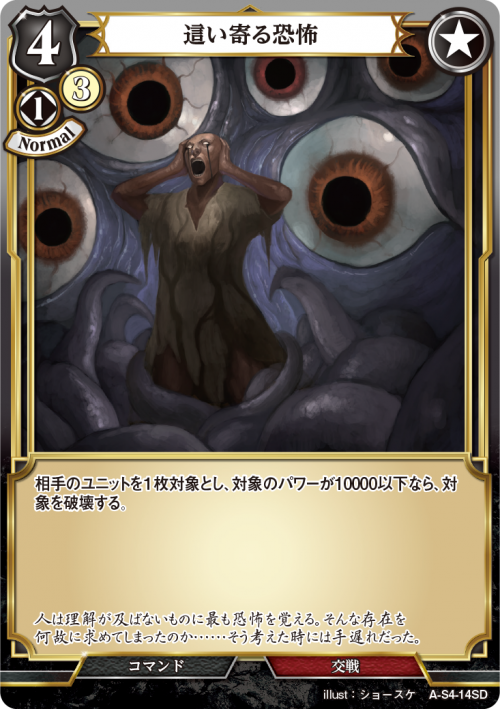 4
這い寄る恐怖
3
1
Normal
相手のユニットを1枚対象とし、対象のパワーが10000以下なら、対
象を破壊する。
人は理解が及ばないものに最も恐怖を覚える。そんな存在を
何故に求めてしまったのか……そう考えた時には手遅れだった。
コマンド
交戦
illust：ショースケ A-S4-14SD